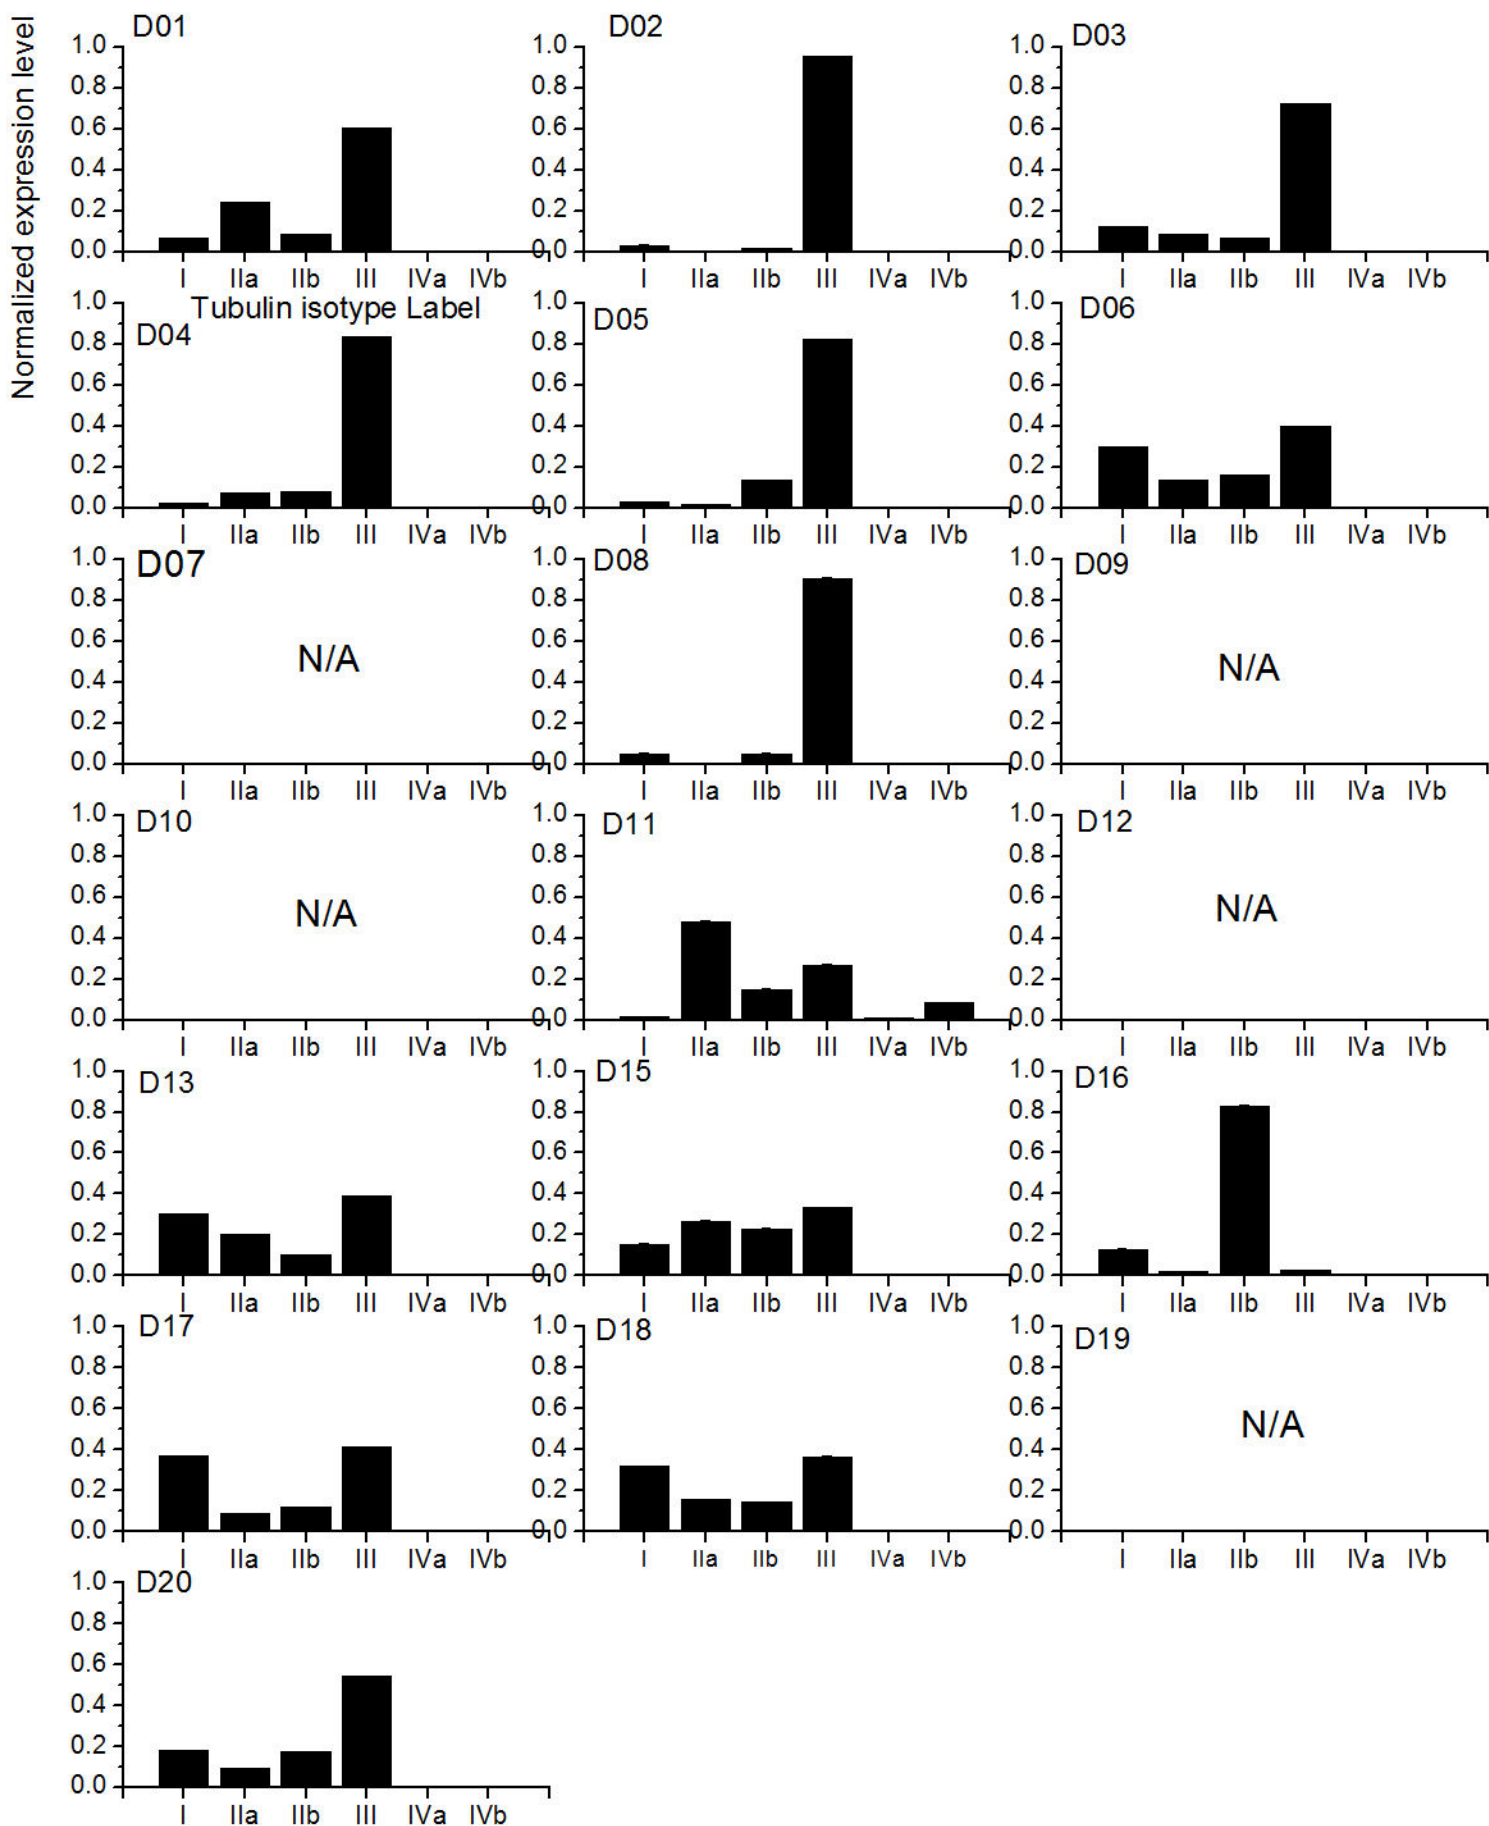 Normalized expression level
D01
1.0
0.8
0.6
0.4
0.2
0.0
I IIa IIb III IVa IVb
Tubulin isotype Label
D02
1.0
0.8
0.6
0.4
0.2
0.0
I IIa IIb III IVa IVb
D03
1.0
0.8
0.6
0.4
0.2
0.0
I IIa IIb III IVa IVb
D04
1.0
0.8
0.6
0.4
0.2
0.0
I IIa IIb III IVa IVb
D05
1.0
0.8
0.6
0.4
0.2
0.0
I IIa IIb III IVa IVb
D06
1.0
0.8
0.6
0.4
0.2
0.0
I IIa IIb III IVa IVb
D07
1.0
0.8
0.6
N/A
0.4
0.2
0.0
I IIa IIb III IVa IVb
D08
1.0
0.8
0.6
0.4
0.2
0.0
I IIa IIb III IVa IVb
D09
1.0
0.8
0.6
N/A
0.4
0.2
0.0
I IIa IIb III IVa IVb
D10
1.0
0.8
0.6
N/A
0.4
0.2
0.0
I IIa IIb III IVa IVb
D11
1.0
0.8
0.6
0.4
0.2
0.0
I IIa IIb III IVa IVb
D12
1.0
0.8
0.6
N/A
0.4
0.2
0.0
I IIa IIb III IVa IVb
D13
1.0
0.8
0.6
0.4
0.2
0.0
I IIa IIb III IVa IVb
D15
1.0
0.8
0.6
0.4
0.2
0.0
I IIa IIb III IVa IVb
D16
1.0
0.8
0.6
0.4
0.2
0.0
I IIa IIb III IVa IVb
D17
1.0
0.8
0.6
0.4
0.2
0.0
I IIa IIb III IVa IVb
D18
1.0
0.8
0.6
0.4
0.2
0.0
I IIa IIb III IVa IVb
D19
1.0
0.8
0.6
N/A
0.4
0.2
0.0
I IIa IIb III IVa IVb
D20
1.0
0.8
0.6
0.4
0.2
0.0
I IIa IIb III IVa IVb